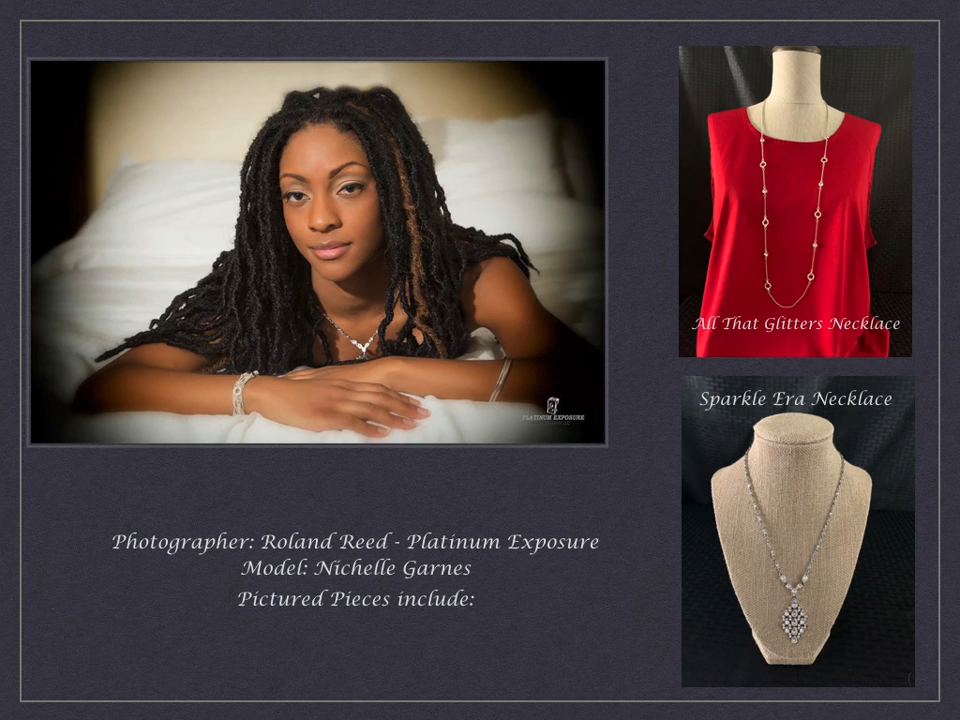 All That Glitters Necklace
PLATINUM EXPOSURE
Sparkle Era Necklace
Photographer: Roland Reed - Platinum Exposure
Model: Nichelle Garnes
Pictured Pieces include: